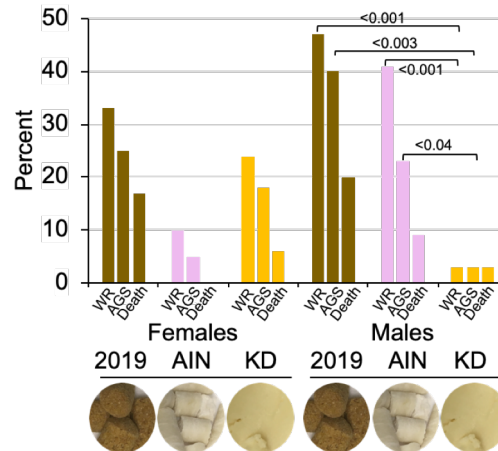 50
<0.001
<0.003
40
<0.001
30
Percent
<0.04
20
10
0
WR AGS Death WR AGS Death WR AGS Death WR AGS Death WR AGS Death WR AGS Death
Females Males
2019 AIN KD 2019 AIN KD